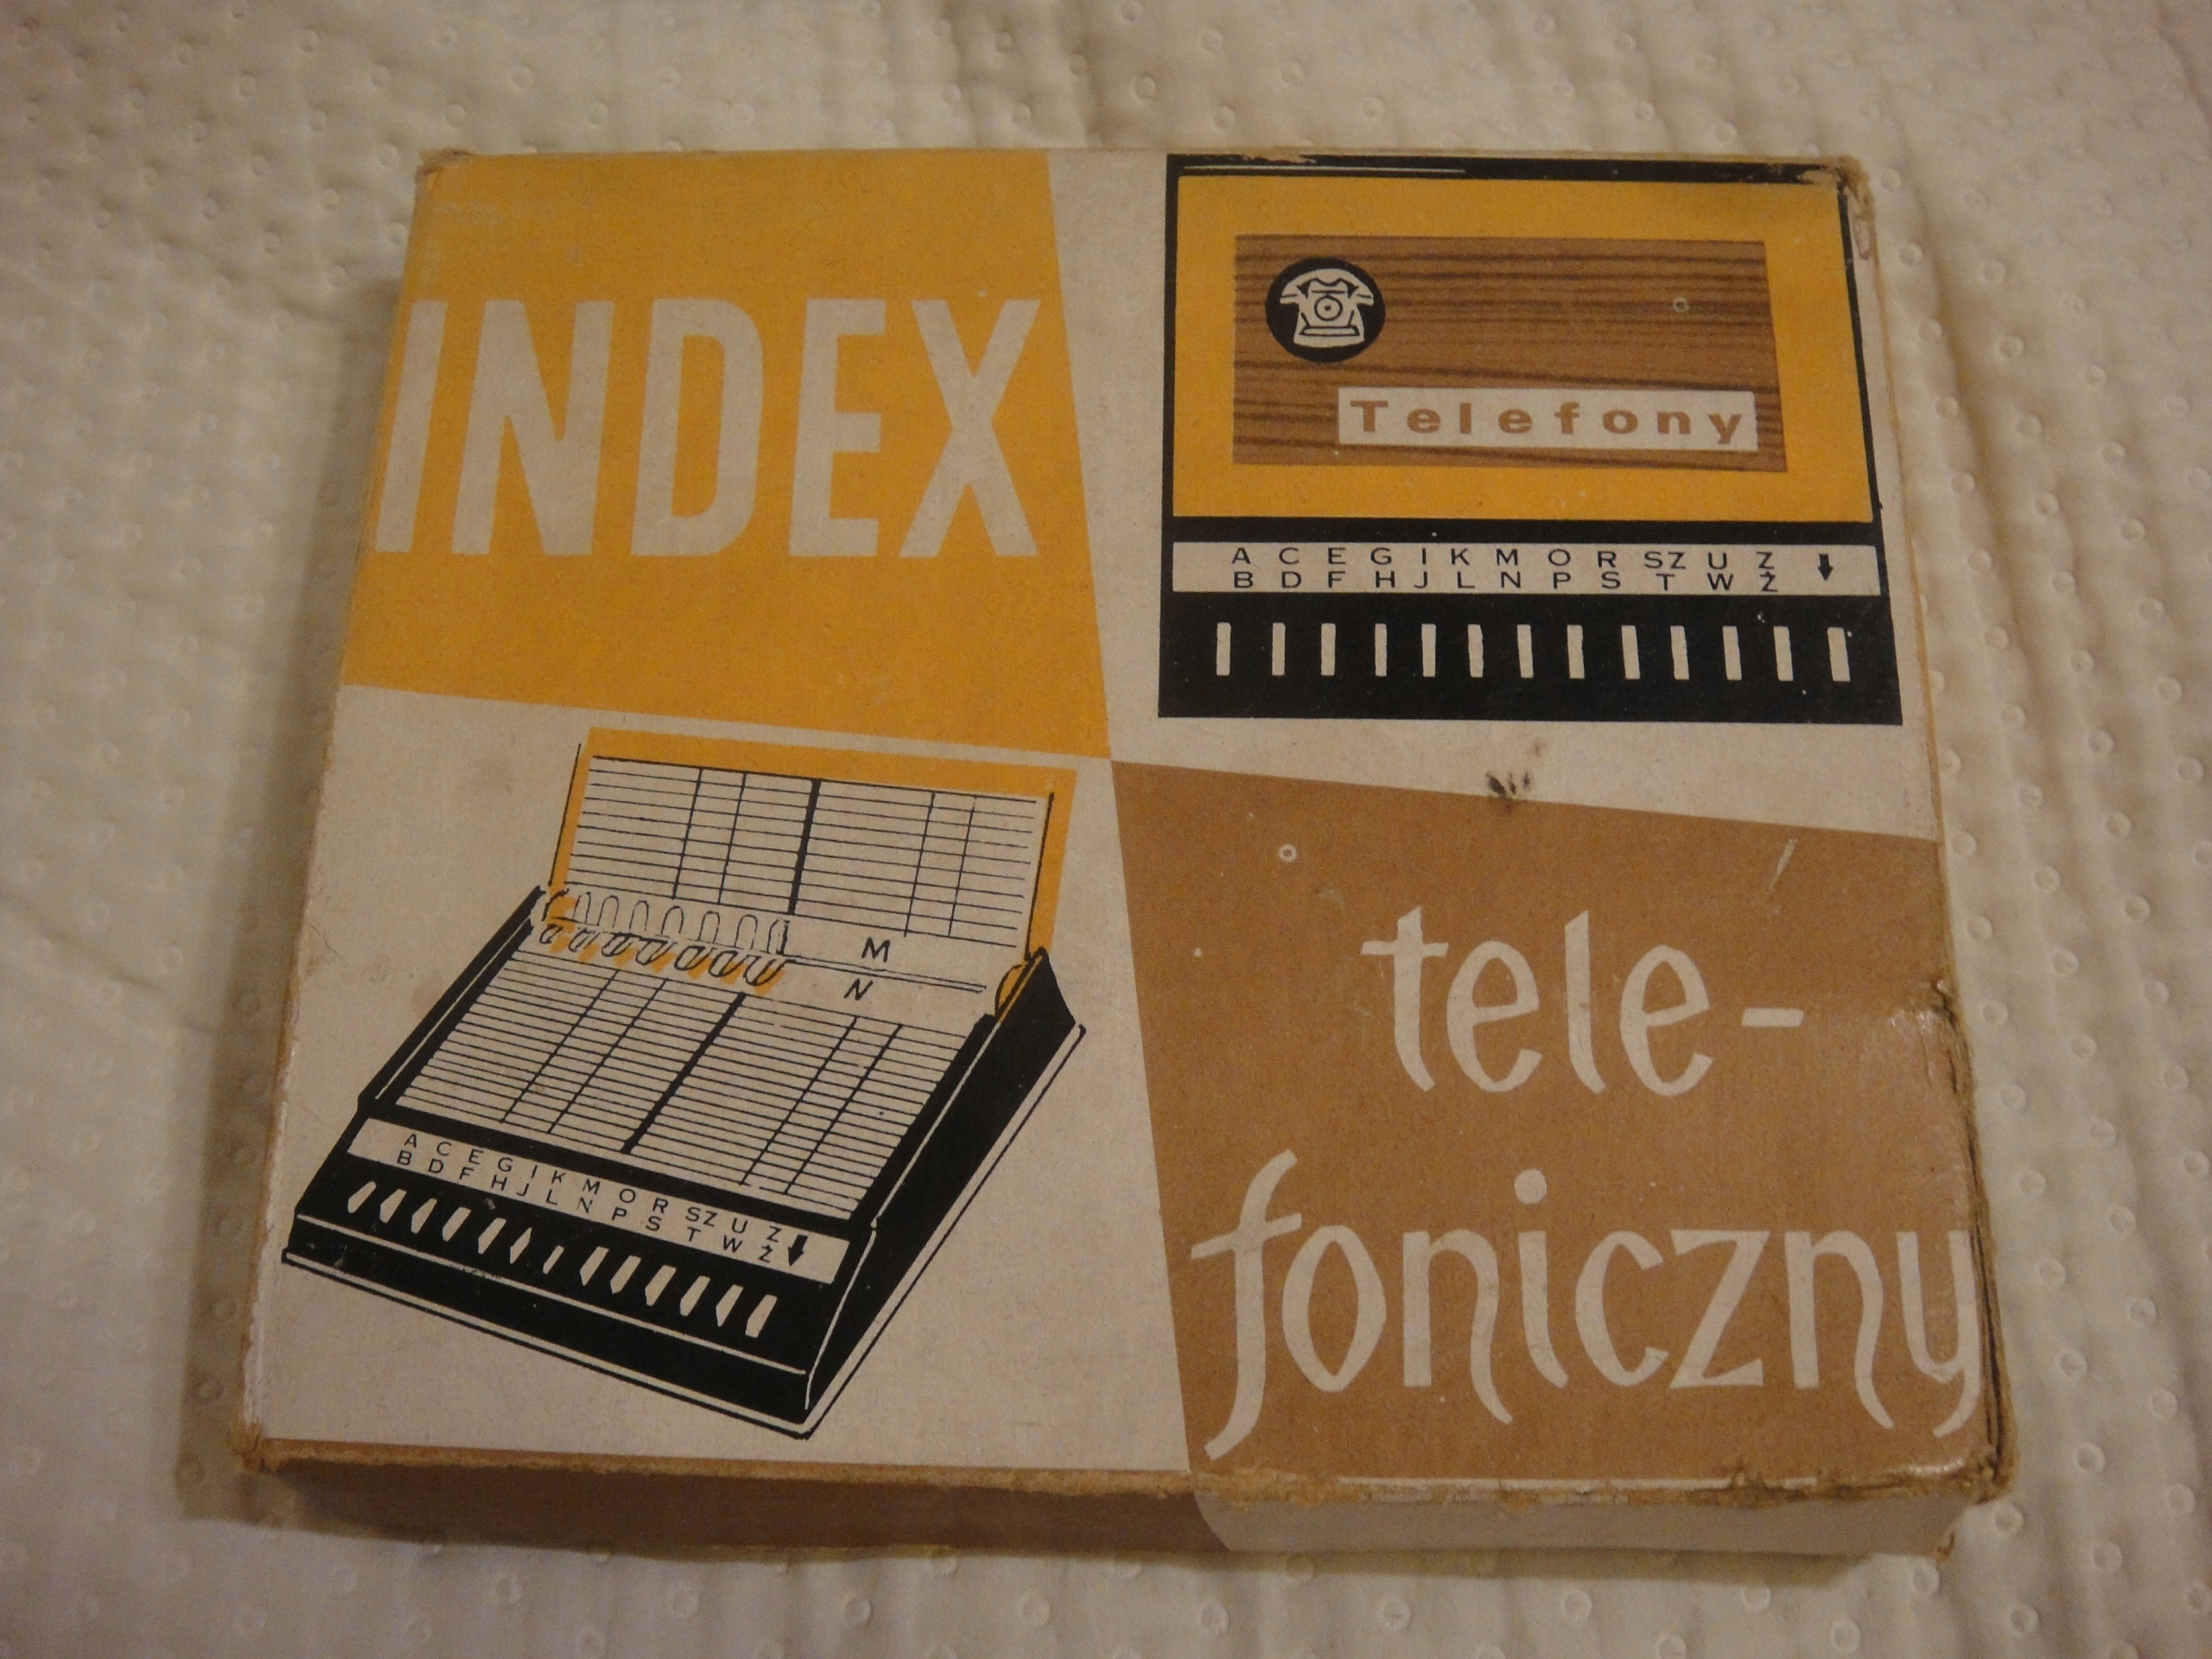 INDEX
Telefony
A C E G I K M O R SZ U Z
B D F H J L N P S T W Ż
M
N
A C E G I K M O R SZ U Z
B D F H J L N P S T W Ż
tele-
foniczny